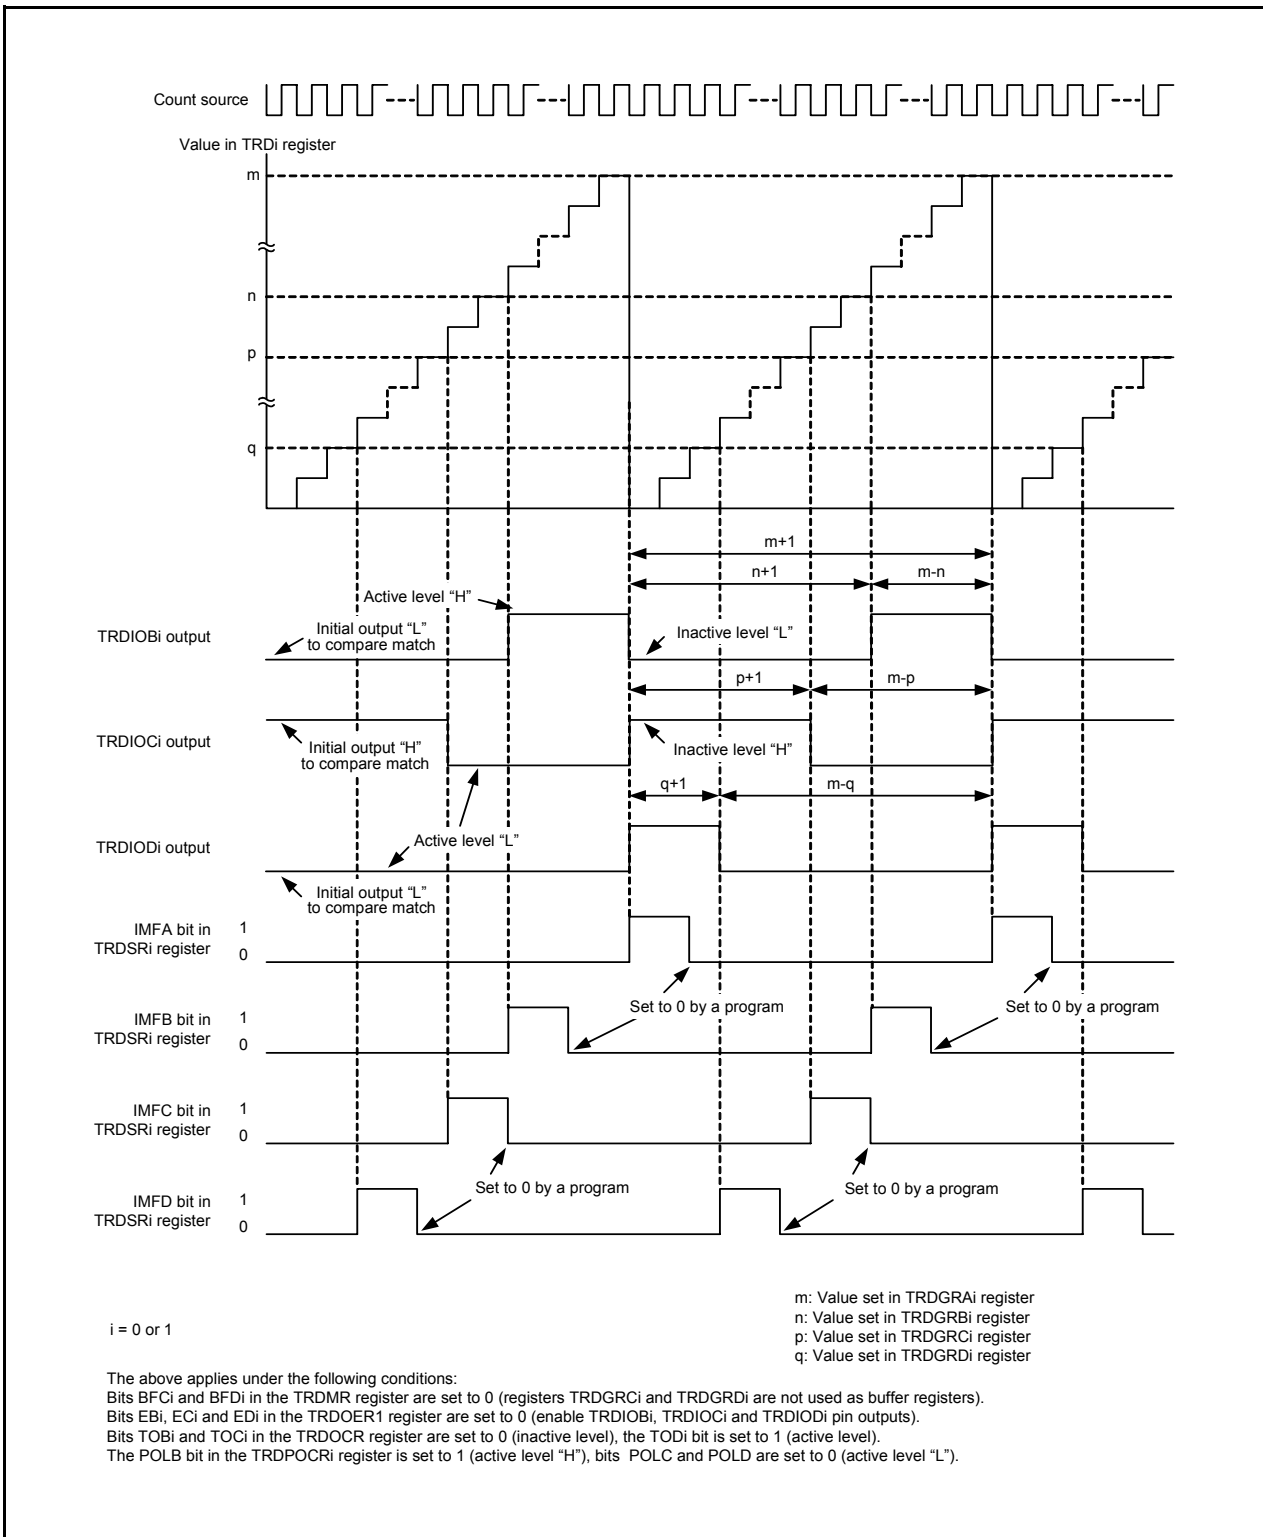 Count source
Value in TRDi register
m
n
p
q
m+1
n+1
m-n
Active level “H”
TRDIOBi output
Initial output “L”
to compare match
Inactive level “L”
p+1
m-p
TRDIOCi output
Initial output “H”
to compare match
Inactive level “H”
q+1
m-q
TRDIODi output
Active level “L”
Initial output “L”
to compare match
IMFA bit in
TRDSRi register
1
0
Set to 0 by a program
Set to 0 by a program
IMFB bit in
TRDSRi register
1
0
IMFC bit in
TRDSRi register
1
0
Set to 0 by a program
Set to 0 by a program
IMFD bit in
TRDSRi register
1
0
m: Value set in TRDGRAi register
n: Value set in TRDGRBi register
p: Value set in TRDGRCi register
q: Value set in TRDGRDi register
i = 0 or 1
The above applies under the following conditions:
Bits BFCi and BFDi in the TRDMR register are set to 0 (registers TRDGRCi and TRDGRDi are not used as buffer registers).
Bits EBi, ECi and EDi in the TRDOER1 register are set to 0 (enable TRDIOBi, TRDIOCi and TRDIODi pin outputs).
Bits TOBi and TOCi in the TRDOCR register are set to 0 (inactive level), the TODi bit is set to 1 (active level).
The POLB bit in the TRDPOCRi register is set to 1 (active level “H”), bits POLC and POLD are set to 0 (active level “L”).